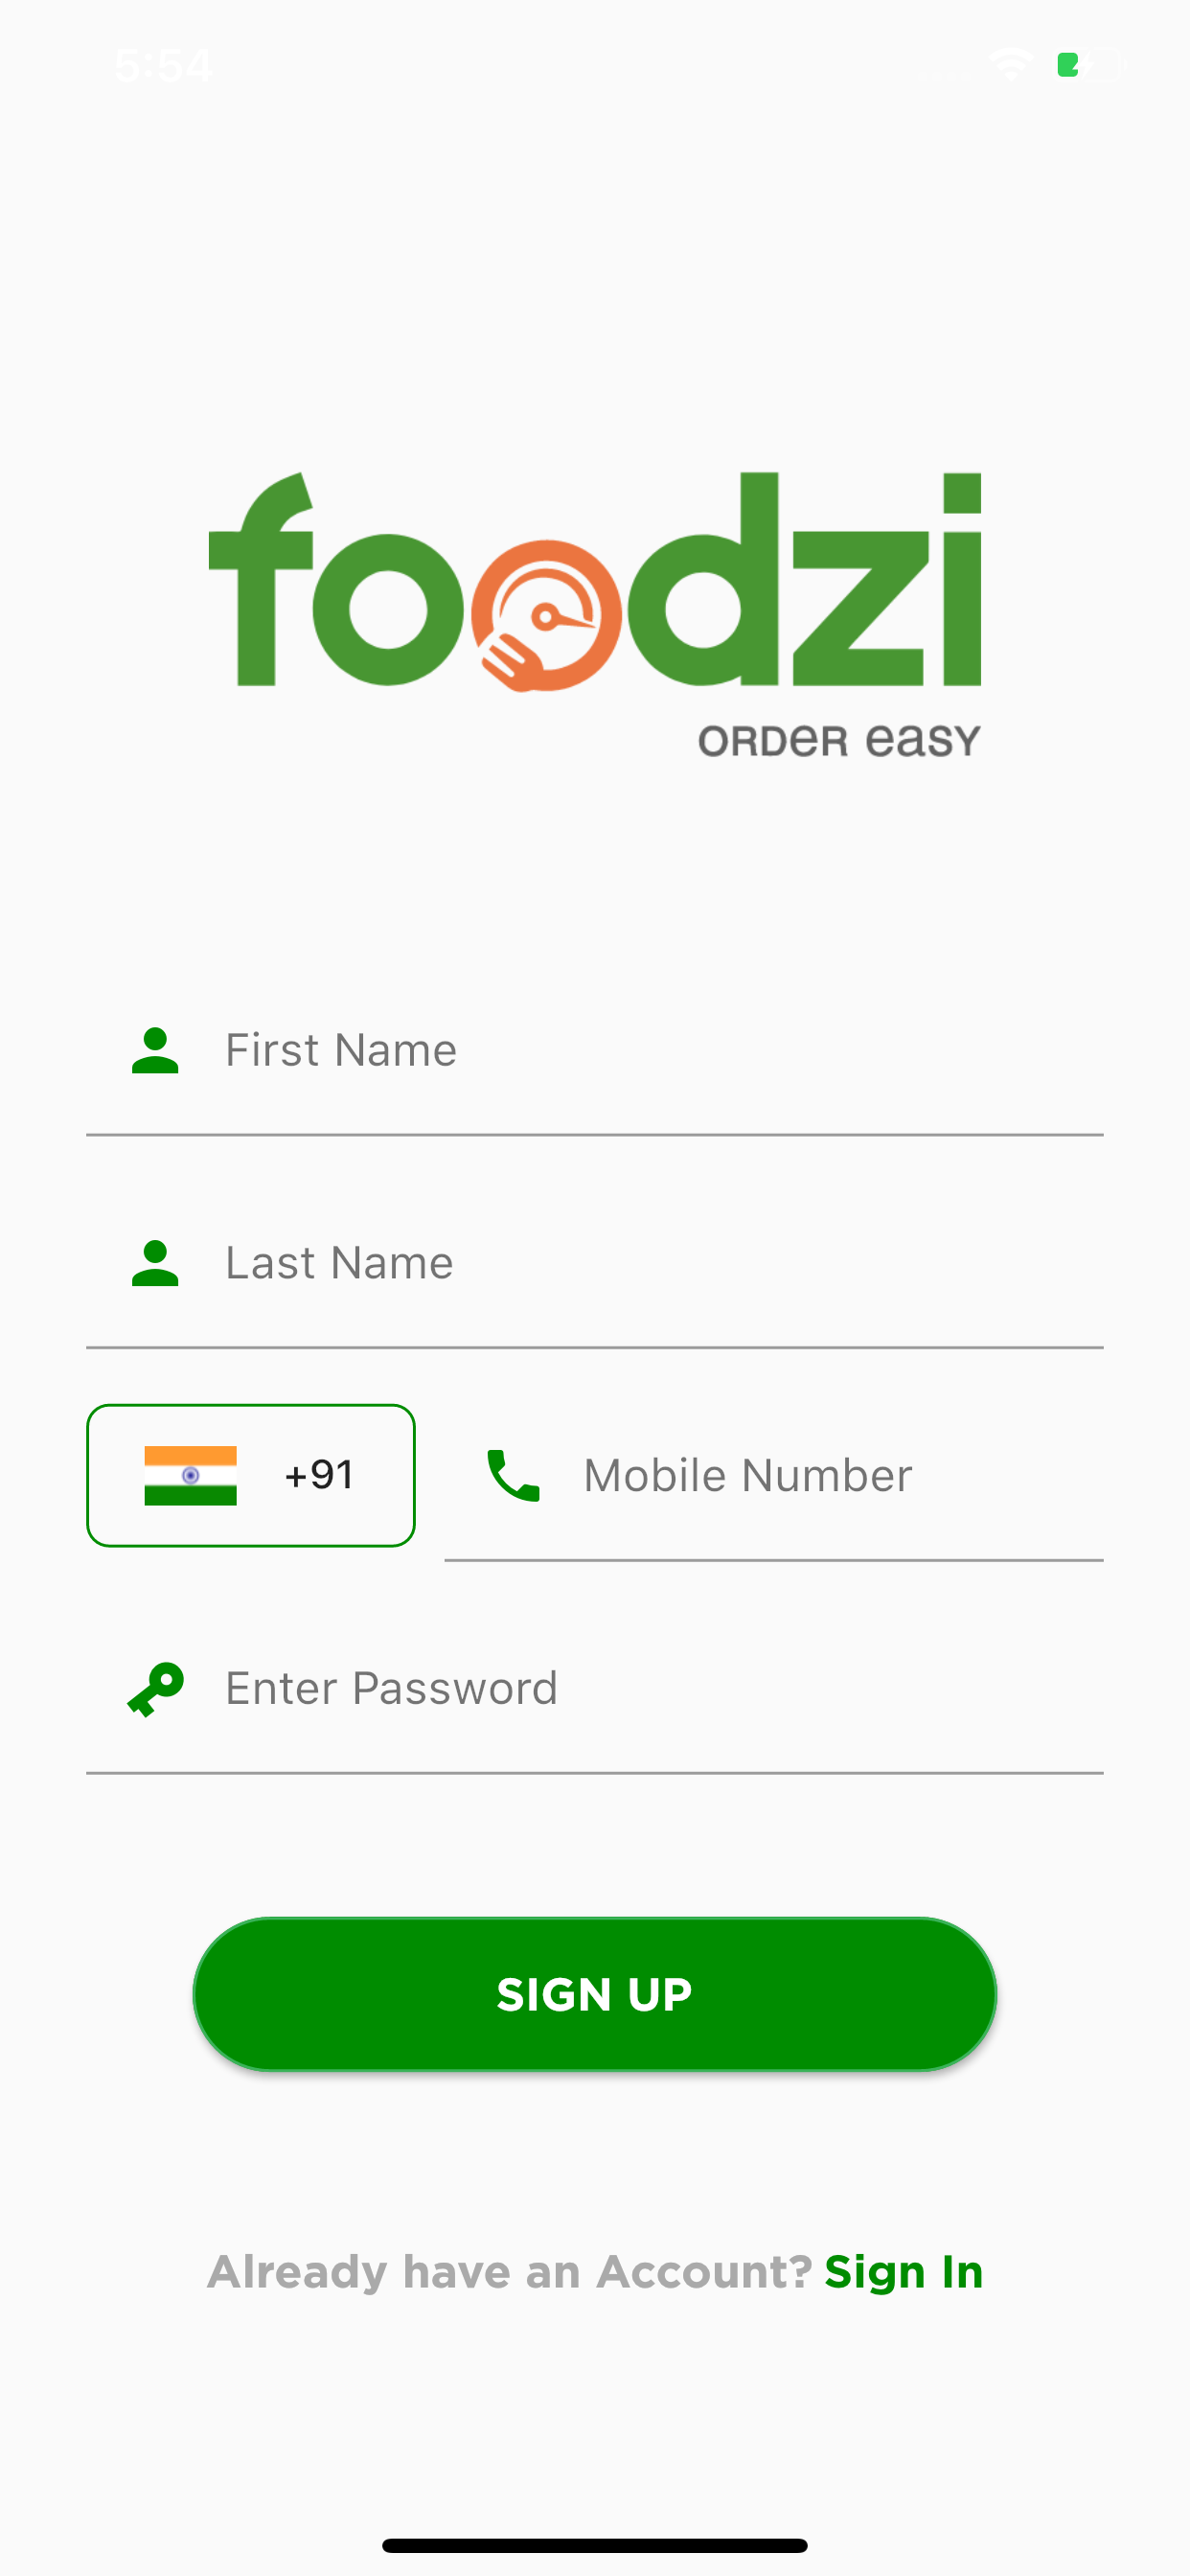 5:54
foodzi
ORDeR easY
First Name
Last Name
+91 Mobile Number
Enter Password
SIGN UP
Already have an Account? Sign In